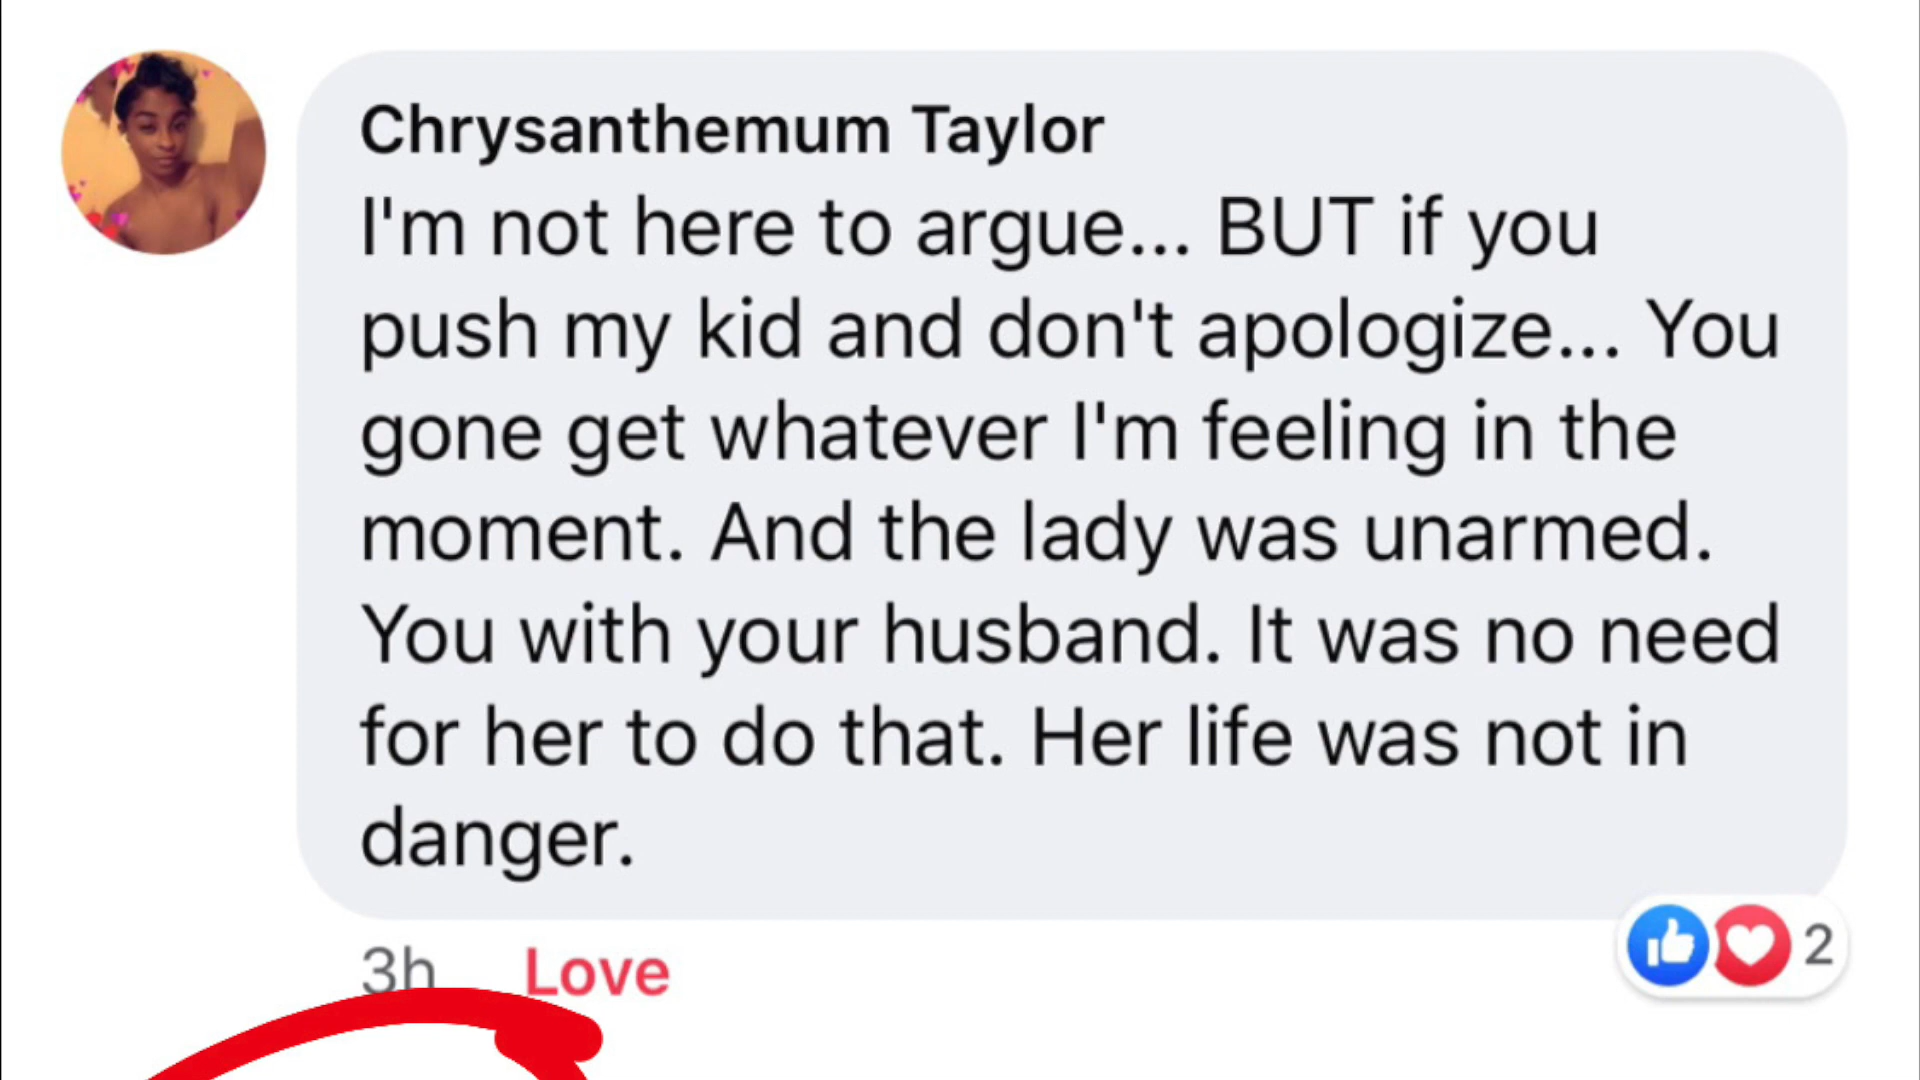 Chrysanthemum Taylor
I'm not here to argue... BUT if you
push my kid and don't apologize... You
gone get whatever I'm feeling in the
moment. And the lady was unarmed.
You with your husband. It was no need
for her to do that. Her life was not in
danger.
3h Love 2